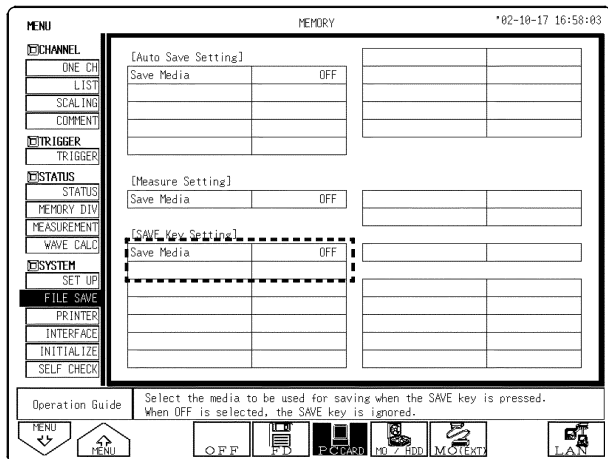 MENU MEMORY '02-10-17 16:58:03
CHANNEL
ONE CH
LIST
SCALING
COMMENT
TRIGGER
TRIGGER
STATUS
STATUS
MEMORY DIV
MEASUREMENT
WAVE CALC
SYSTEM
SET UP
FILE SAVE
PRINTER
INTERFACE
INITIALIZE
SELF CHECK
[Auto Save Setting]
Save Media OFF
[Measure Setting]
Save Media OFF
[SAVE Key Setting]
Save Media OFF
Operation Guide
Select the media to be used for saving when the SAVE key is pressed.
When OFF is selected, the SAVE key is ignored.
MENU
MENU
OFF
FD
PCCARD
MO / HDD
MO(EXT)
LAN